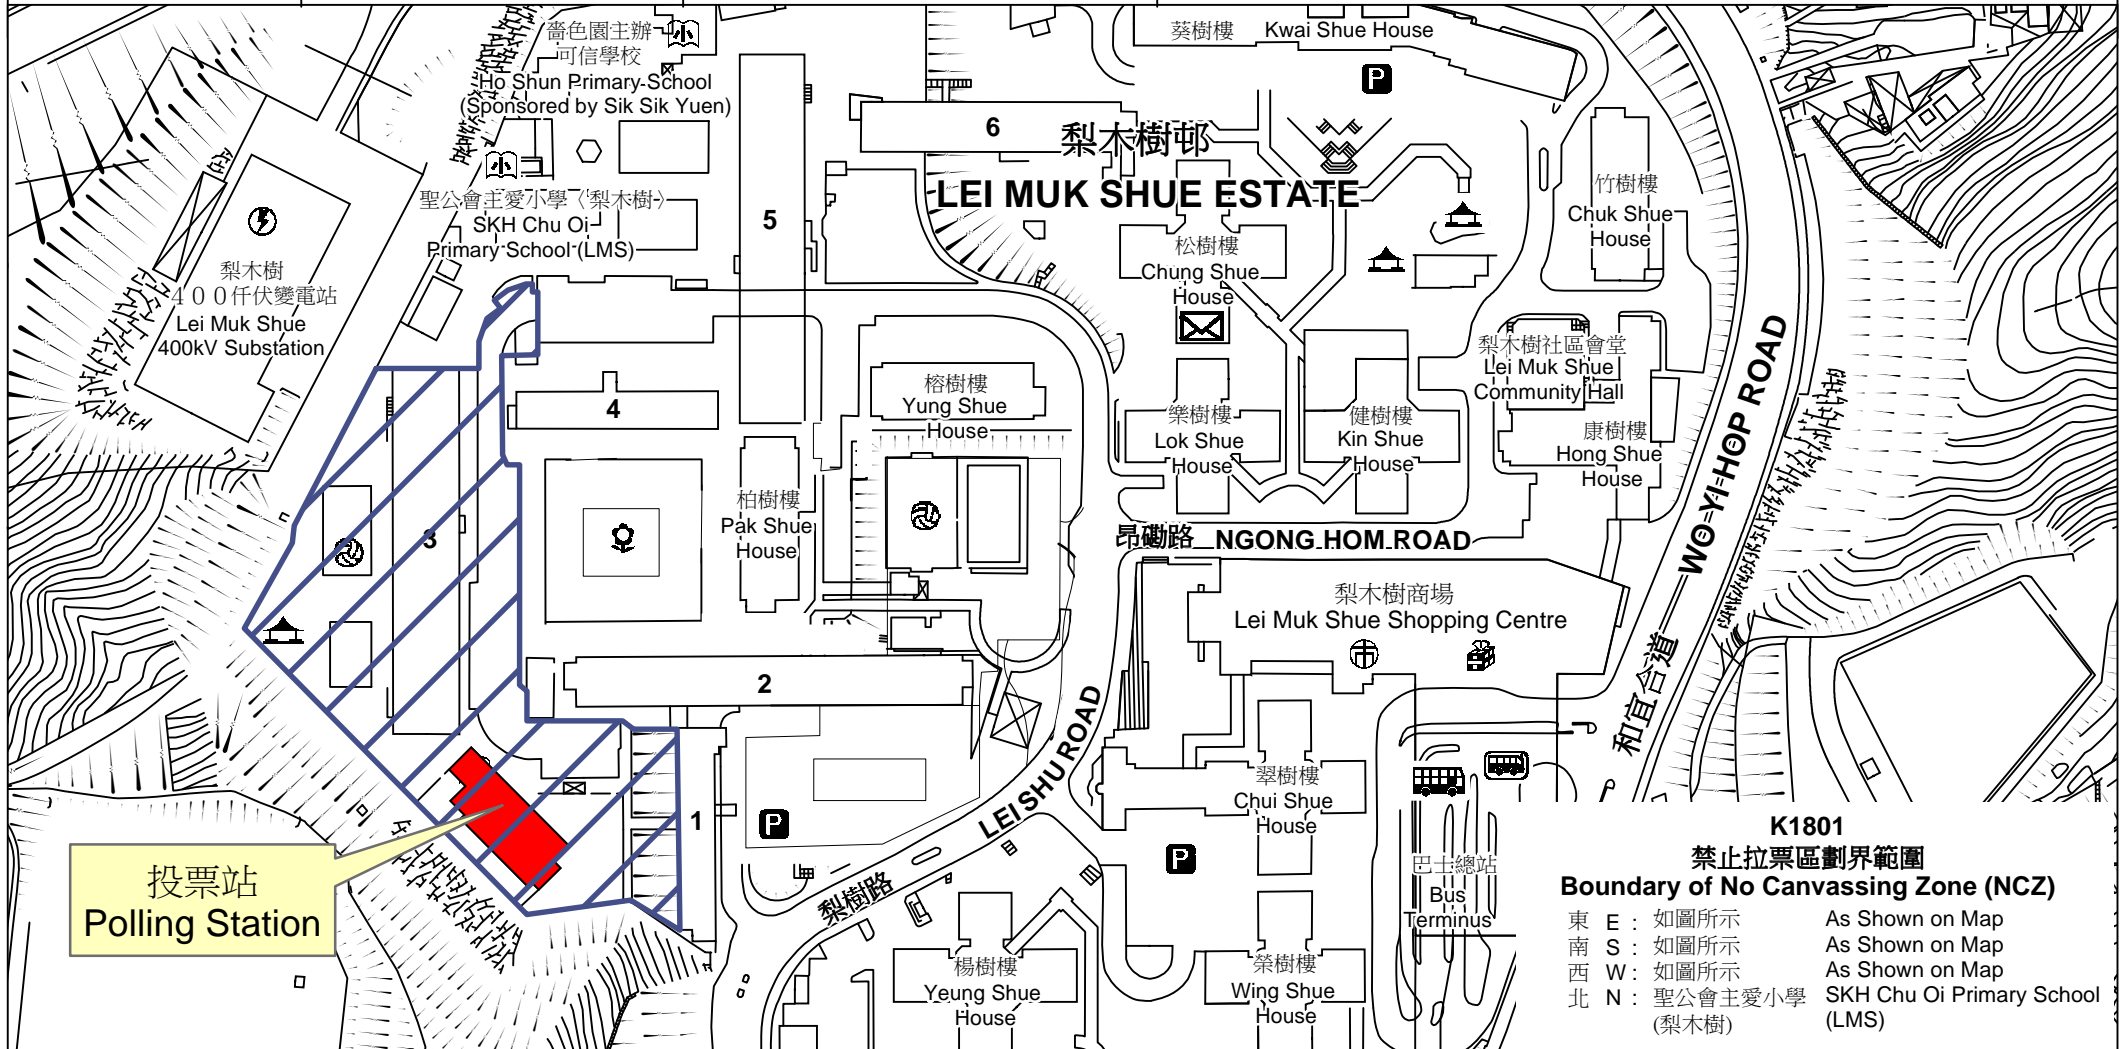 嗇色園主辦
可信學校
Ho Shun Primary School
(Sponsored by Sik Sik Yuen)
小
葵樹樓 Kwai Shue House
P
6
梨木樹邨
LEI MUK SHUE ESTATE
小
聖公會主愛小學〈梨木樹〉
SKH Chu Oi
Primary School (LMS)
5
竹樹樓
Chuk Shue
House
松樹樓
Chung Shue
House
梨木樹
４００仟伏變電站
Lei Muk Shue
400kV Substation
榕樹樓
Yung Shue
House
4
樂樹樓
Lok Shue
House
健樹樓
Kin Shue
House
梨木樹社區會堂
Lei Muk Shue
Community Hall
康樹樓
Hong Shue
House
WO YI HOP ROAD
和宜合道
3
柏樹樓
Pak Shue
House
昂磡路 NGONG HOM ROAD
梨木樹商場
Lei Muk Shue Shopping Centre
市
2
LEI SHU ROAD
梨樹路
1
P
翠樹樓
Chui Shue
House
P
巴士總站
Bus
Terminus
投票站
Polling Station
楊樹樓
Yeung Shue
House
榮樹樓
Wing Shue
House
K1801
禁止拉票區劃界範圍
Boundary of No Canvassing Zone (NCZ)
東 E : 如圖所示 As Shown on Map
南 S : 如圖所示 As Shown on Map
西 W : 如圖所示 As Shown on Map
北 N : 聖公會主愛小學 SKH Chu Oi Primary School
(梨木樹) (LMS)